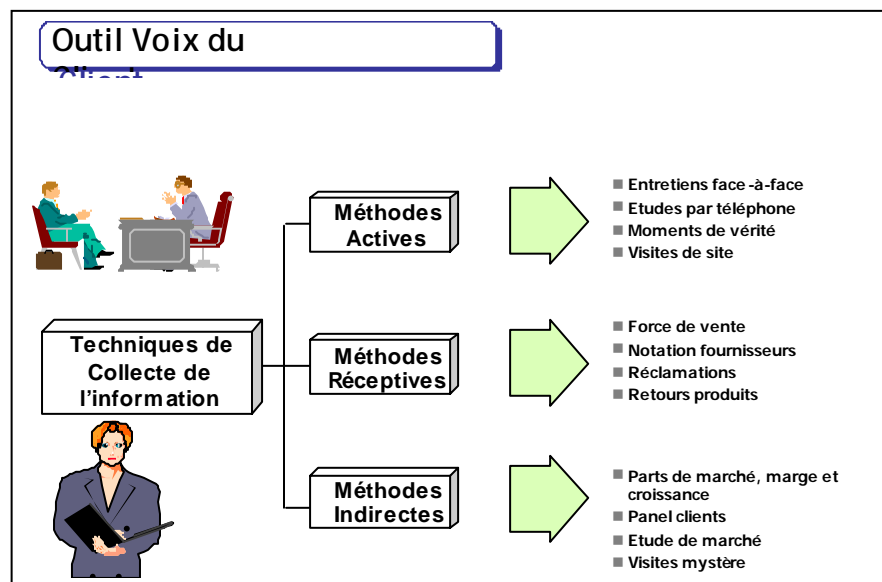 Outil Voix du
Client
Méthodes
Actives
Entretiens face-à-face
Etudes par téléphone
Moments de vérité
Visites de site
Techniques de
Collecte de
l'information
Méthodes
Réceptives
Force de vente
Notation fournisseurs
Réclamations
Retours produits
Méthodes
Indirectes
Parts de marché, marge et
croissance
Panel clients
Etude de marché
Visites mystère